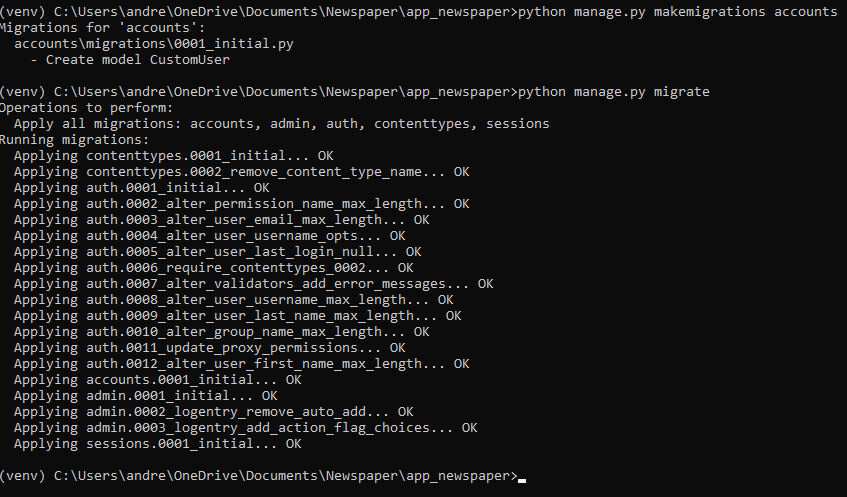 (venv) C:\Users\andre\OneDrive\Documents\Newspaper\app_newspaper>python manage.py makemigrations accounts
Migrations for 'accounts':
  accounts\migrations\0001_initial.py
    - Create model CustomUser

(venv) C:\Users\andre\OneDrive\Documents\Newspaper\app_newspaper>python manage.py migrate
Operations to perform:
  Apply all migrations: accounts, admin, auth, contenttypes, sessions
Running migrations:
  Applying contenttypes.0001_initial... OK
  Applying contenttypes.0002_remove_content_type_name... OK
  Applying auth.0001_initial... OK
  Applying auth.0002_alter_permission_name_max_length... OK
  Applying auth.0003_alter_user_email_max_length... OK
  Applying auth.0004_alter_user_username_opts... OK
  Applying auth.0005_alter_user_last_login_null... OK
  Applying auth.0006_require_contenttypes_0002... OK
  Applying auth.0007_alter_validators_add_error_messages... OK
  Applying auth.0008_alter_user_username_max_length... OK
  Applying auth.0009_alter_user_last_name_max_length... OK
  Applying auth.0010_alter_group_name_max_length... OK
  Applying auth.0011_update_proxy_permissions... OK
  Applying auth.0012_alter_user_first_name_max_length... OK
  Applying accounts.0001_initial... OK
  Applying admin.0001_initial... OK
  Applying admin.0002_logentry_remove_auto_add... OK
  Applying admin.0003_logentry_add_action_flag_choices... OK
  Applying sessions.0001_initial... OK

(venv) C:\Users\andre\OneDrive\Documents\Newspaper\app_newspaper>